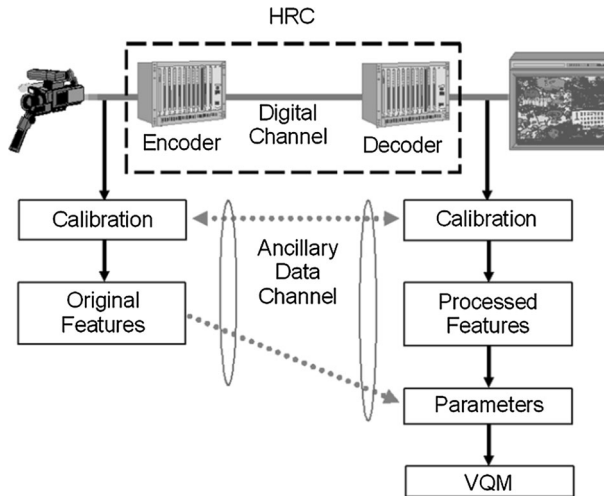 HRC
Encoder
Digital
Channel
Decoder
Calibration
Calibration
Ancillary
Data
Channel
Original
Features
Processed
Features
Parameters
VQM